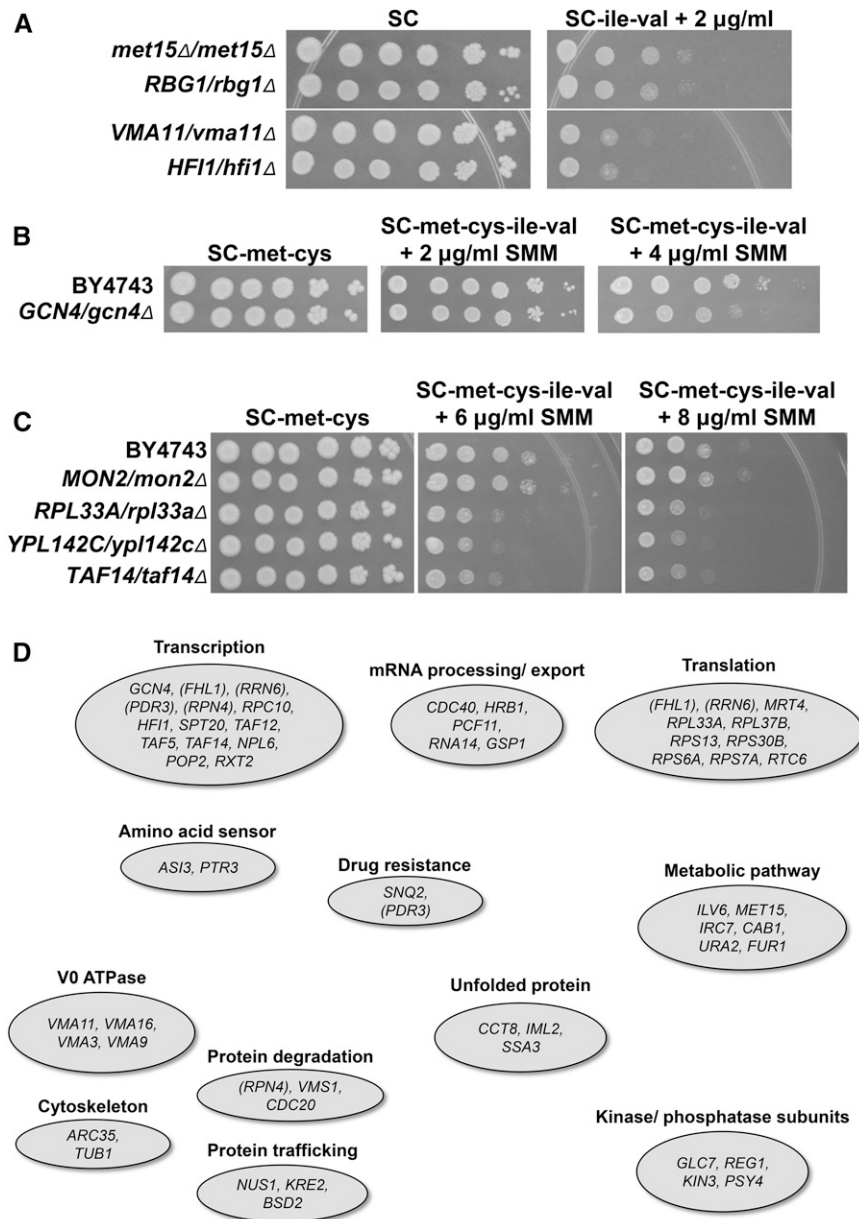 A
SC
SC-ile-val + 2 µg/ml
met15Δ/met15Δ
RBG1/rbg1Δ
VMA11/vma11Δ
HFI1/hfi1Δ
B
SC-met-cys
SC-met-cys-ile-val
+ 2 µg/ml SMM
SC-met-cys-ile-val
+ 4 µg/ml SMM
BY4743
GCN4/gcn4Δ
C
SC-met-cys
SC-met-cys-ile-val
+ 6 µg/ml SMM
SC-met-cys-ile-val
+ 8 µg/ml SMM
BY4743
MON2/mon2Δ
RPL33A/rpl33aΔ
YPL142C/ypl142cΔ
TAF14/taf14Δ
D
Transcription
GCN4, (FHL1), (RRN6),
(PDR3), (RPN4), RPC10,
HFI1, SPT20, TAF12,
TAF5, TAF14, NPL6,
POP2, RXT2
mRNA processing/ export
CDC40, HRB1,
PCF11,
RNA14, GSP1
Translation
(FHL1), (RRN6), MRT4,
RPL33A, RPL37B,
RPS13, RPS30B,
RPS6A, RPS7A, RTC6
Amino acid sensor
ASI3, PTR3
Drug resistance
SNQ2,
(PDR3)
Metabolic pathway
ILV6, MET15,
IRC7, CAB1,
URA2, FUR1
V0 ATPase
VMA11, VMA16,
VMA3, VMA9
Unfolded protein
CCT8, IML2,
SSA3
Protein degradation
(RPN4), VMS1,
CDC20
Cytoskeleton
ARC35,
TUB1
Protein trafficking
NUS1, KRE2,
BSD2
Kinase/ phosphatase subunits
GLC7, REG1,
KIN3, PSY4